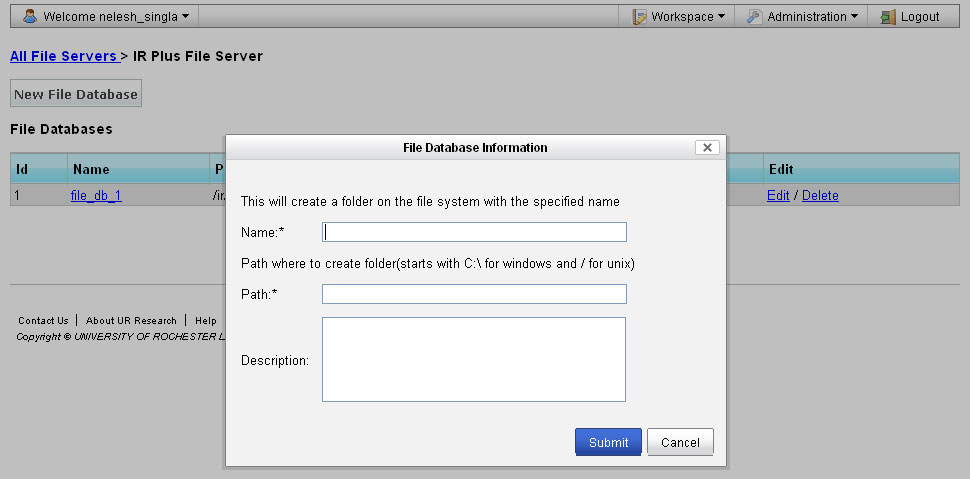 Welcome nelesh_singla Workspace Administration Logout
All File Servers > IR Plus File Server
New File Database
File Databases
File Database Information
Id Name P Edit
1 file_db_1 /ir. Edit / Delete
This will create a folder on the file system with the specified name
Name:*
Path where to create folder(starts with C:\ for windows and / for unix)
Path:*
Contact Us | About UR Research | Help
Copyright © UNIVERSITY OF ROCHESTER L
Description:
Submit Cancel